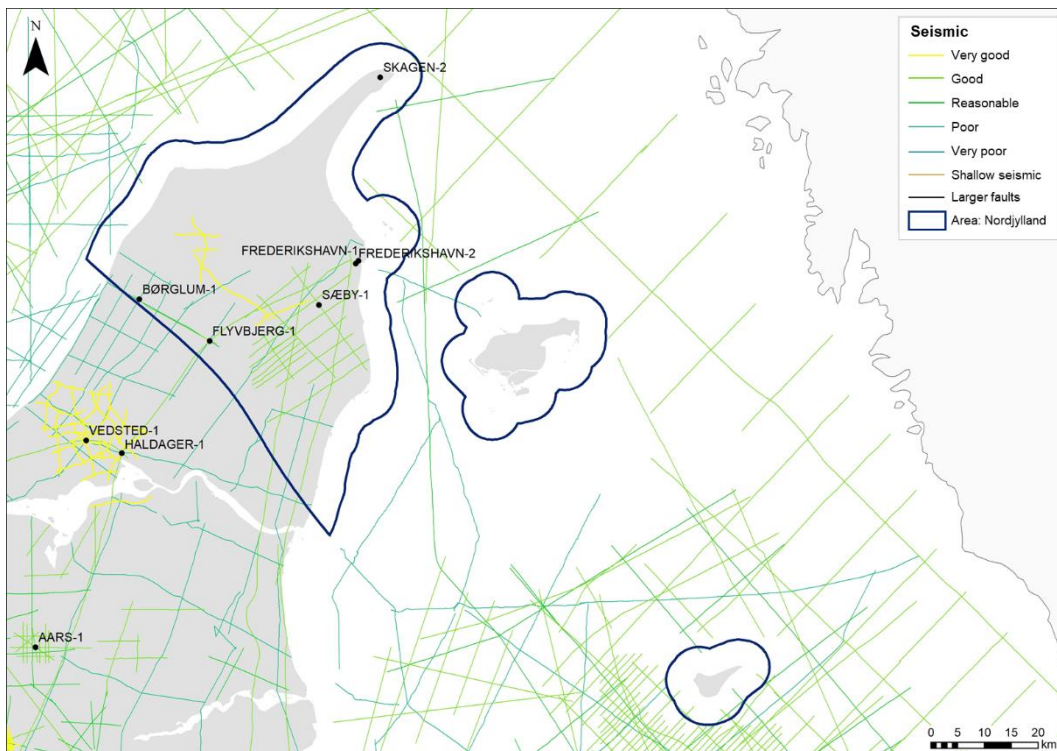 N
SKAGEN-2
FREDERIKSHAVN-1
FREDERIKSHAVN-2
BØRGLUM-1
SÆBY-1
FLYVBJERG-1
VEDSTED-1
HALDAGER-1
AARS-1
Seismic
Very good
Good
Reasonable
Poor
Very poor
Shallow seismic
Larger faults
Area: Nordjylland
0 5 10 20
km